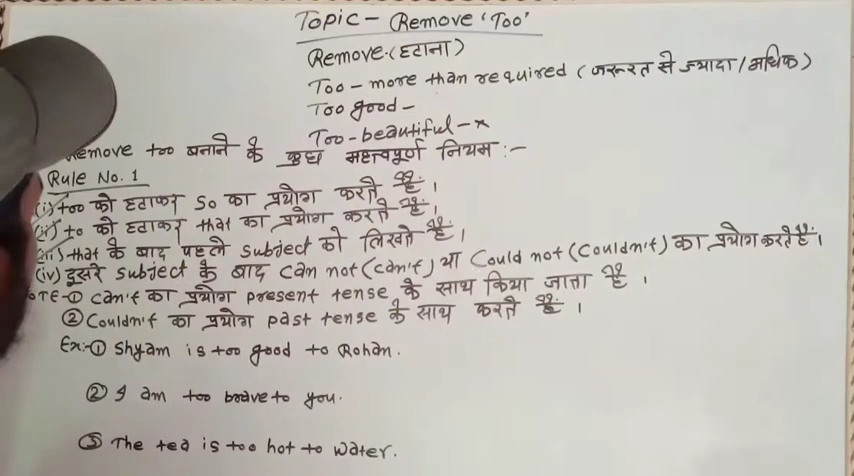 Topic - Remove 'Too'
Remove (हटाना)
Too - more than required (जरूरत से ज्यादा / अधिक)
Too good -
Too - beautiful - x
Remove too बनाने के कुछ महत्वपूर्ण नियम :-
Rule No. 1
(i) too को हटाकर so का प्रयोग करते हैं।
(ii) to को हटाकर that का प्रयोग करते हैं।
(iii) that के बाद पहले subject को लिखते हैं।
(iv) दूसरे subject के बाद can not (can't) या Could not (Couldn't) का प्रयोग करते हैं।
OTE - ① can't का प्रयोग present tense के साथ किया जाता है।
② Couldn't का प्रयोग past tense के साथ करते हैं।
Ex:- ① Shyam is too good to Rohan.
② I am too brave to you.
③ The tea is too hot to water.